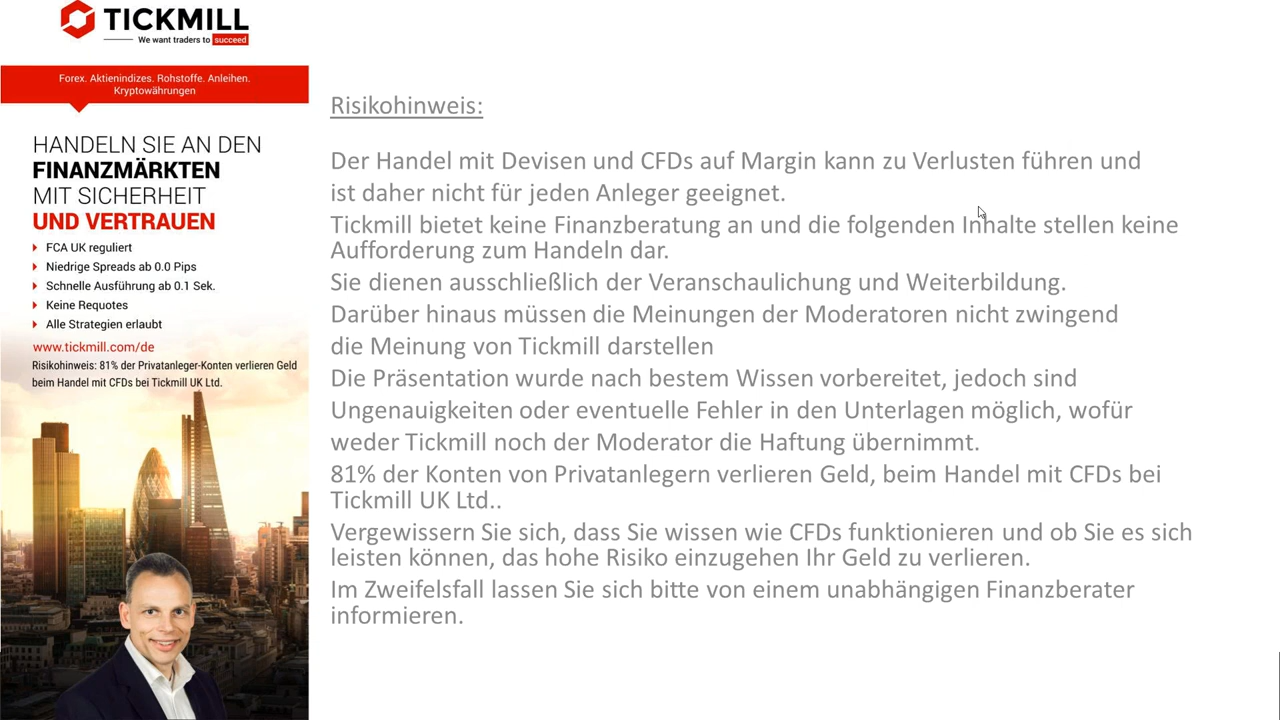 TICKMILL
We want traders to succeed
Forex. Aktienindizes. Rohstoffe. Anleihen.
Kryptowährungen
HANDELN SIE AN DEN
FINANZMÄRKTEN
MIT SICHERHEIT
UND VERTRAUEN
FCA UK reguliert
Niedrige Spreads ab 0.0 Pips
Schnelle Ausführung ab 0.1 Sek.
Keine Requotes
Alle Strategien erlaubt
www.tickmill.com/de
Risikohinweis: 81% der Privatanleger-Konten verlieren Geld
beim Handel mit CFDs bei Tickmill UK Ltd.
Risikohinweis:
Der Handel mit Devisen und CFDs auf Margin kann zu Verlusten führen und
ist daher nicht für jeden Anleger geeignet.
Tickmill bietet keine Finanzberatung an und die folgenden Inhalte stellen keine
Aufforderung zum Handeln dar.
Sie dienen ausschließlich der Veranschaulichung und Weiterbildung.
Darüber hinaus müssen die Meinungen der Moderatoren nicht zwingend
die Meinung von Tickmill darstellen
Die Präsentation wurde nach bestem Wissen vorbereitet, jedoch sind
Ungenauigkeiten oder eventuelle Fehler in den Unterlagen möglich, wofür
weder Tickmill noch der Moderator die Haftung übernimmt.
81% der Konten von Privatanlegern verlieren Geld, beim Handel mit CFDs bei
Tickmill UK Ltd..
Vergewissern Sie sich, dass Sie wissen wie CFDs funktionieren und ob Sie es sich
leisten können, das hohe Risiko einzugehen Ihr Geld zu verlieren.
Im Zweifelsfall lassen Sie sich bitte von einem unabhängigen Finanzberater
informieren.